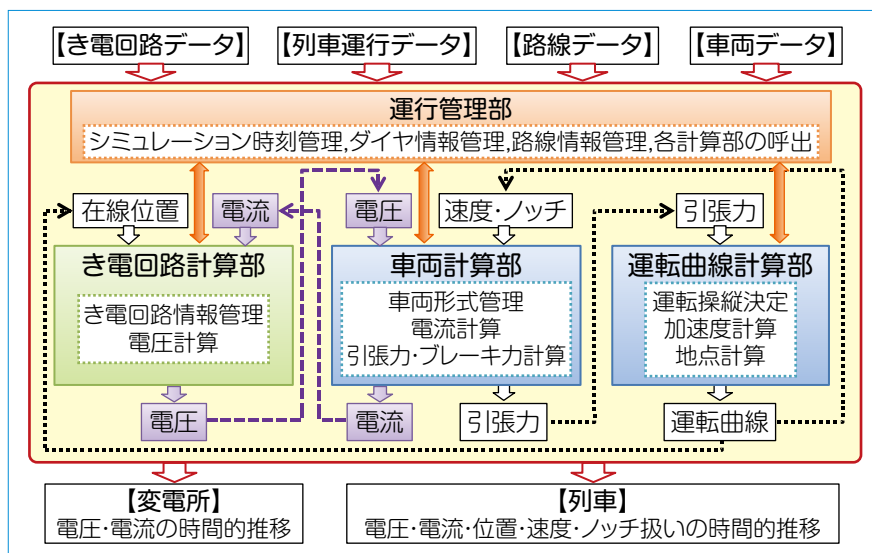 【き電回路データ】
【列車運行データ】
【路線データ】
【車両データ】
運行管理部
シミュレーション時刻管理,ダイヤ情報管理,路線情報管理,各計算部の呼出
在線位置
電流
電圧
速度・ノッチ
引張力
き電回路計算部
き電回路情報管理
電圧計算
車両計算部
車両形式管理
電流計算
引張力・ブレーキ力計算
運転曲線計算部
運転操縦決定
加速度計算
地点計算
電圧
電流
引張力
運転曲線
【変電所】
電圧・電流の時間的推移
【列車】
電圧・電流・位置・速度・ノッチ扱いの時間的推移